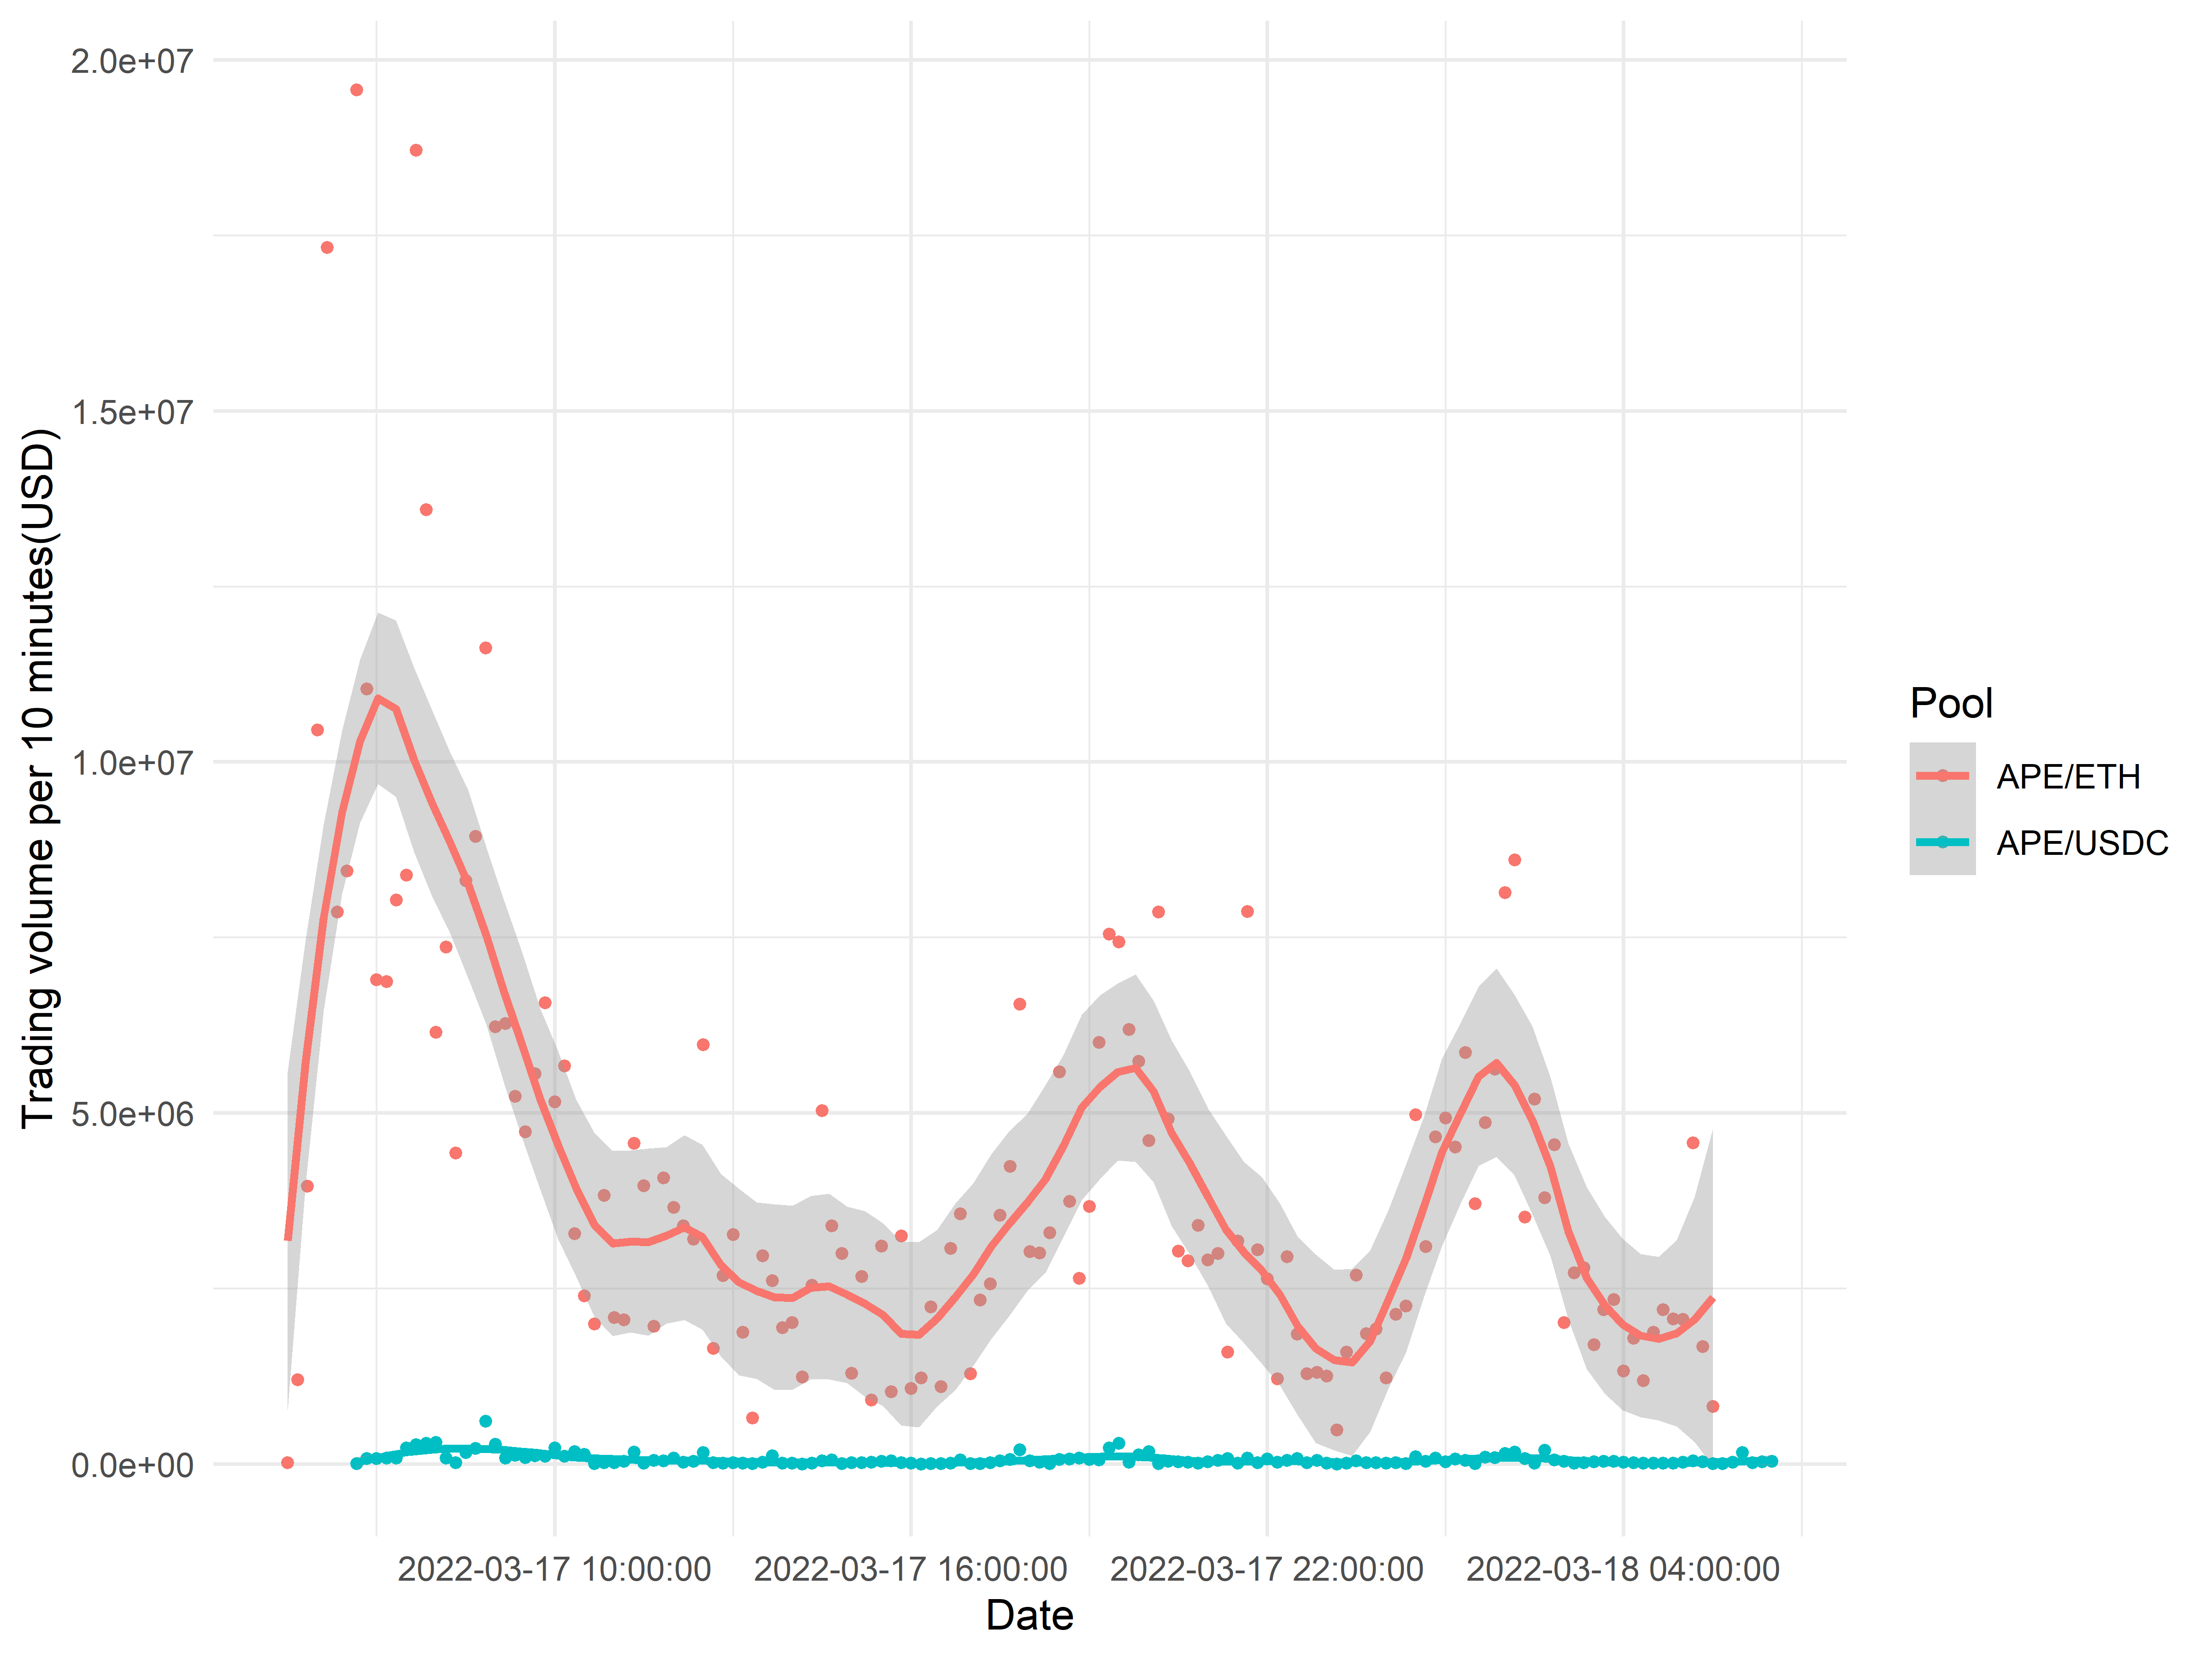 2.0e+07
1.5e+07
1.0e+07
5.0e+06
0.0e+00
Trading volume per 10 minutes(USD)
2022-03-17 10:00:00
2022-03-17 16:00:00
2022-03-17 22:00:00
2022-03-18 04:00:00
Date
Pool
APE/ETH
APE/USDC